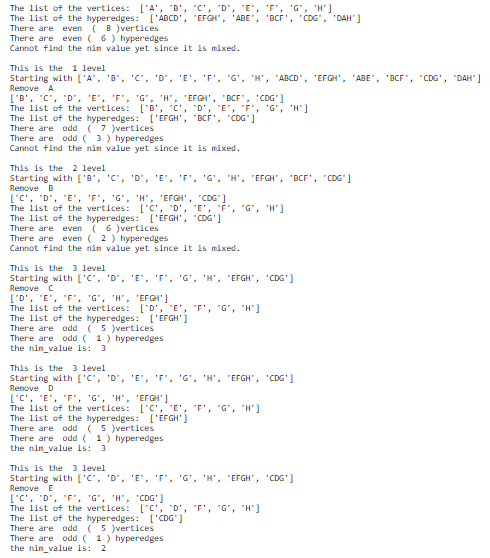 The list of the vertices:  ['A', 'B', 'C', 'D', 'E', 'F', 'G', 'H']
The list of the hyperedges:  ['ABCD', 'EFGH', 'ABE', 'BCF', 'CDG', 'DAH']
There are  even  ( 8 )vertices
There are  even ( 6 ) hyperedges
Cannot find the nim value yet since it is mixed.

This is the  1 level
Starting with ['A', 'B', 'C', 'D', 'E', 'F', 'G', 'H', 'ABCD', 'EFGH', 'ABE', 'BCF', 'CDG', 'DAH']
Remove  A
['B', 'C', 'D', 'E', 'F', 'G', 'H', 'EFGH', 'BCF', 'CDG']
The list of the vertices:  ['B', 'C', 'D', 'E', 'F', 'G', 'H']
The list of the hyperedges:  ['EFGH', 'BCF', 'CDG']
There are  odd  ( 7 )vertices
There are  odd ( 3 ) hyperedges
Cannot find the nim value yet since it is mixed.

This is the  2 level
Starting with ['B', 'C', 'D', 'E', 'F', 'G', 'H', 'EFGH', 'BCF', 'CDG']
Remove  B
['C', 'D', 'E', 'F', 'G', 'H', 'EFGH', 'CDG']
The list of the vertices:  ['C', 'D', 'E', 'F', 'G', 'H']
The list of the hyperedges:  ['EFGH', 'CDG']
There are  even  ( 6 )vertices
There are  even ( 2 ) hyperedges
Cannot find the nim value yet since it is mixed.

This is the  3 level
Starting with ['C', 'D', 'E', 'F', 'G', 'H', 'EFGH', 'CDG']
Remove  C
['D', 'E', 'F', 'G', 'H', 'EFGH']
The list of the vertices:  ['D', 'E', 'F', 'G', 'H']
The list of the hyperedges:  ['EFGH']
There are  odd  ( 5 )vertices
There are  odd ( 1 ) hyperedges
the nim_value is:  3

This is the  3 level
Starting with ['C', 'D', 'E', 'F', 'G', 'H', 'EFGH', 'CDG']
Remove  D
['C', 'E', 'F', 'G', 'H', 'EFGH']
The list of the vertices:  ['C', 'E', 'F', 'G', 'H']
The list of the hyperedges:  ['EFGH']
There are  odd  ( 5 )vertices
There are  odd ( 1 ) hyperedges
the nim_value is:  3

This is the  3 level
Starting with ['C', 'D', 'E', 'F', 'G', 'H', 'EFGH', 'CDG']
Remove  E
['C', 'D', 'F', 'G', 'H', 'CDG']
The list of the vertices:  ['C', 'D', 'F', 'G', 'H']
The list of the hyperedges:  ['CDG']
There are  odd  ( 5 )vertices
There are  odd ( 1 ) hyperedges
the nim_value is:  2